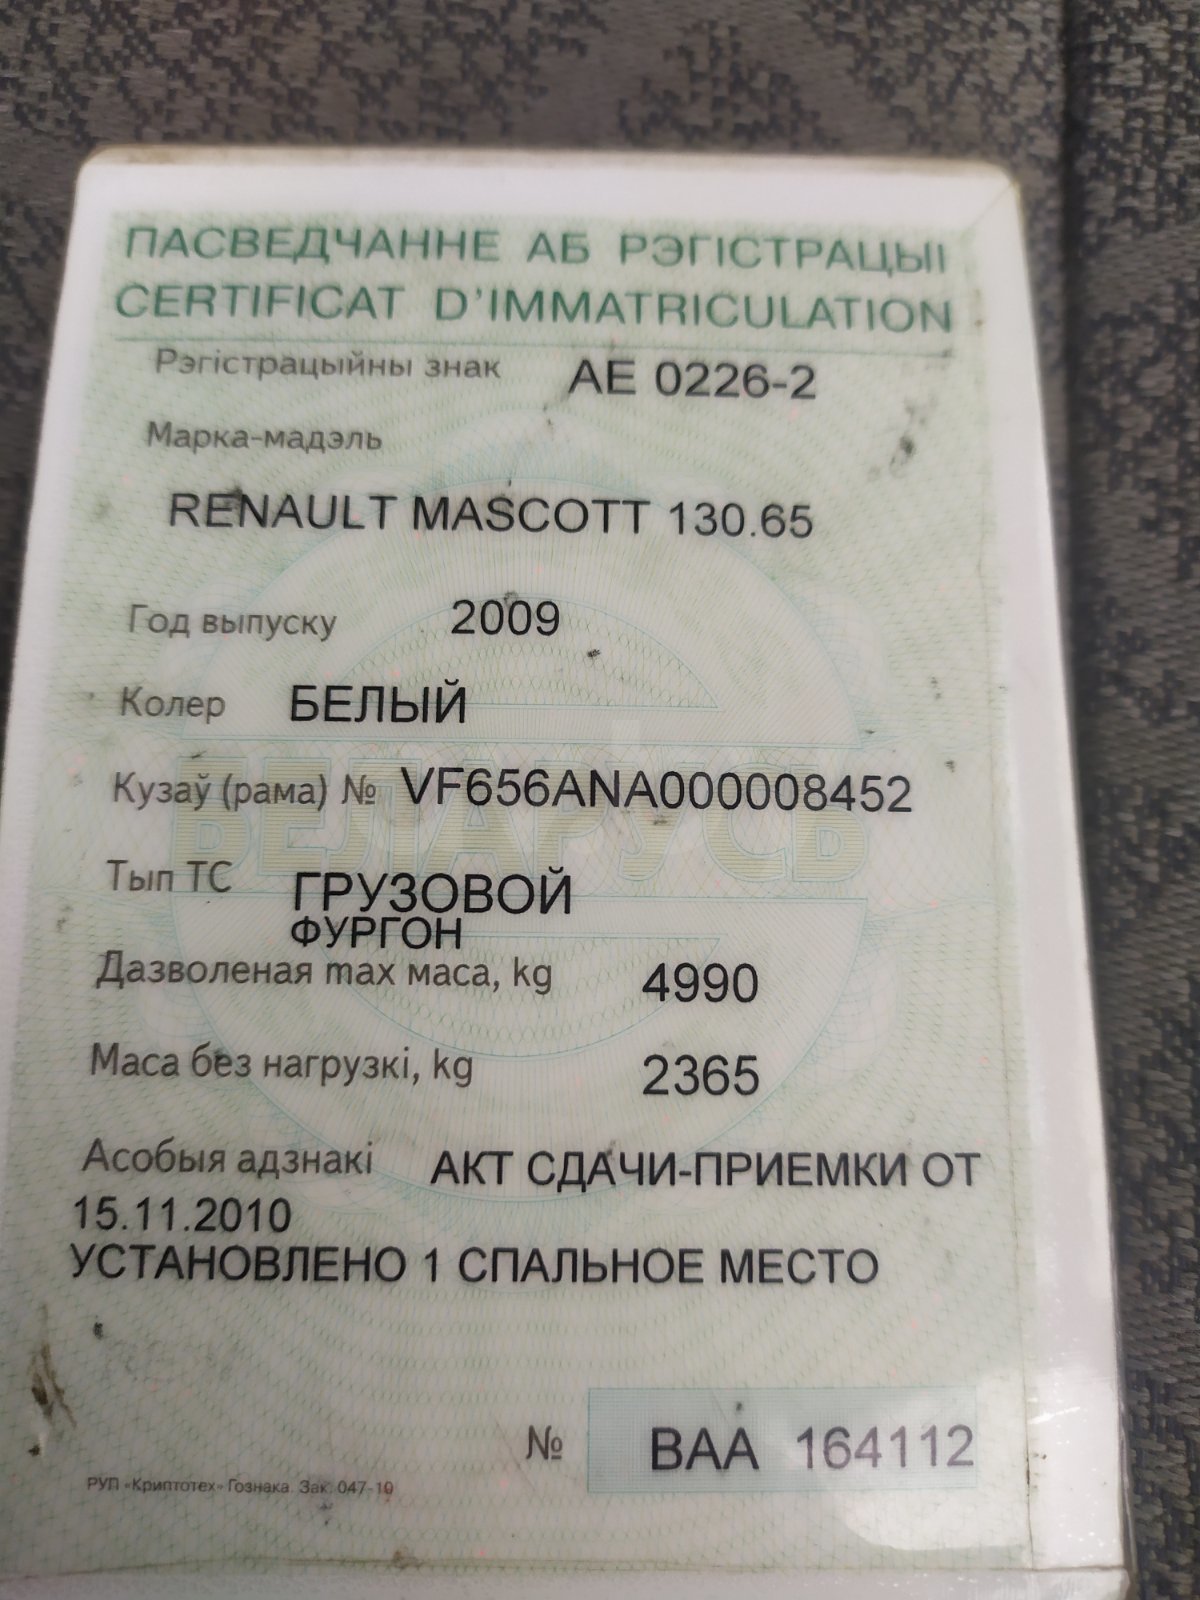 ПАСВЕДЧАННЕ АБ РЭГІСТРАЦЫІ
CERTIFICAT D'IMMATRICULATION
Рэгістрацыйны знак АЕ 0226-2
Марка-мадэль
RENAULT MASCOTT 130.65
Год выпуску 2009
Колер БЕЛЫЙ
Кузаў (рама) № VF656ANA000008452
БЕЛАРУСЬ
Тып ТС ГРУЗОВОЙ
ФУРГОН
Дазволеная max маса, kg 4990
Маса без нагрузкі, kg 2365
Асобыя адзнакі АКТ СДАЧИ-ПРИЕМКИ ОТ
15.11.2010
УСТАНОВЛЕНО 1 СПАЛЬНОЕ МЕСТО
№ ВАА 164112
РУП «Криптотех» Гознака. Зак. 047-10